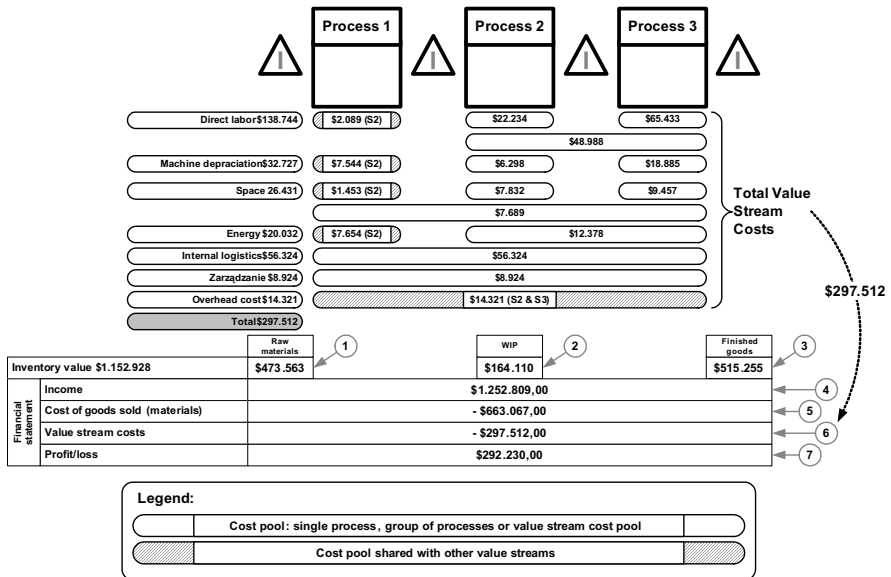 Process 1
Process 2
Process 3
I
I
I
I
Direct labor$138.744
$2.089 (S2)
$22.234
$65.433
$48.988
Machine depraciation$32.727
$7.544 (S2)
$6.298
$18.885
Space 26.431
$1.453 (S2)
$7.832
$9.457
$7.689
Energy $20.032
$7.654 (S2)
$12.378
Internal logistics$56.324
$56.324
Zarządzanie $8.924
$8.924
Overhead cost$14.321
$14.321 (S2 & S3)
Total$297.512
Total Value
Stream
Costs
$297.512
Raw
materials
1
WIP
2
Finished
goods
3
Inventory value $1.152.928
$473.563
$164.110
$515.255
Financial
statement
Income
$1.252.809,00
4
Cost of goods sold (materials)
- $663.067,00
5
Value stream costs
- $297.512,00
6
Profit/loss
$292.230,00
7
Legend:
Cost pool: single process, group of processes or value stream cost pool
Cost pool shared with other value streams